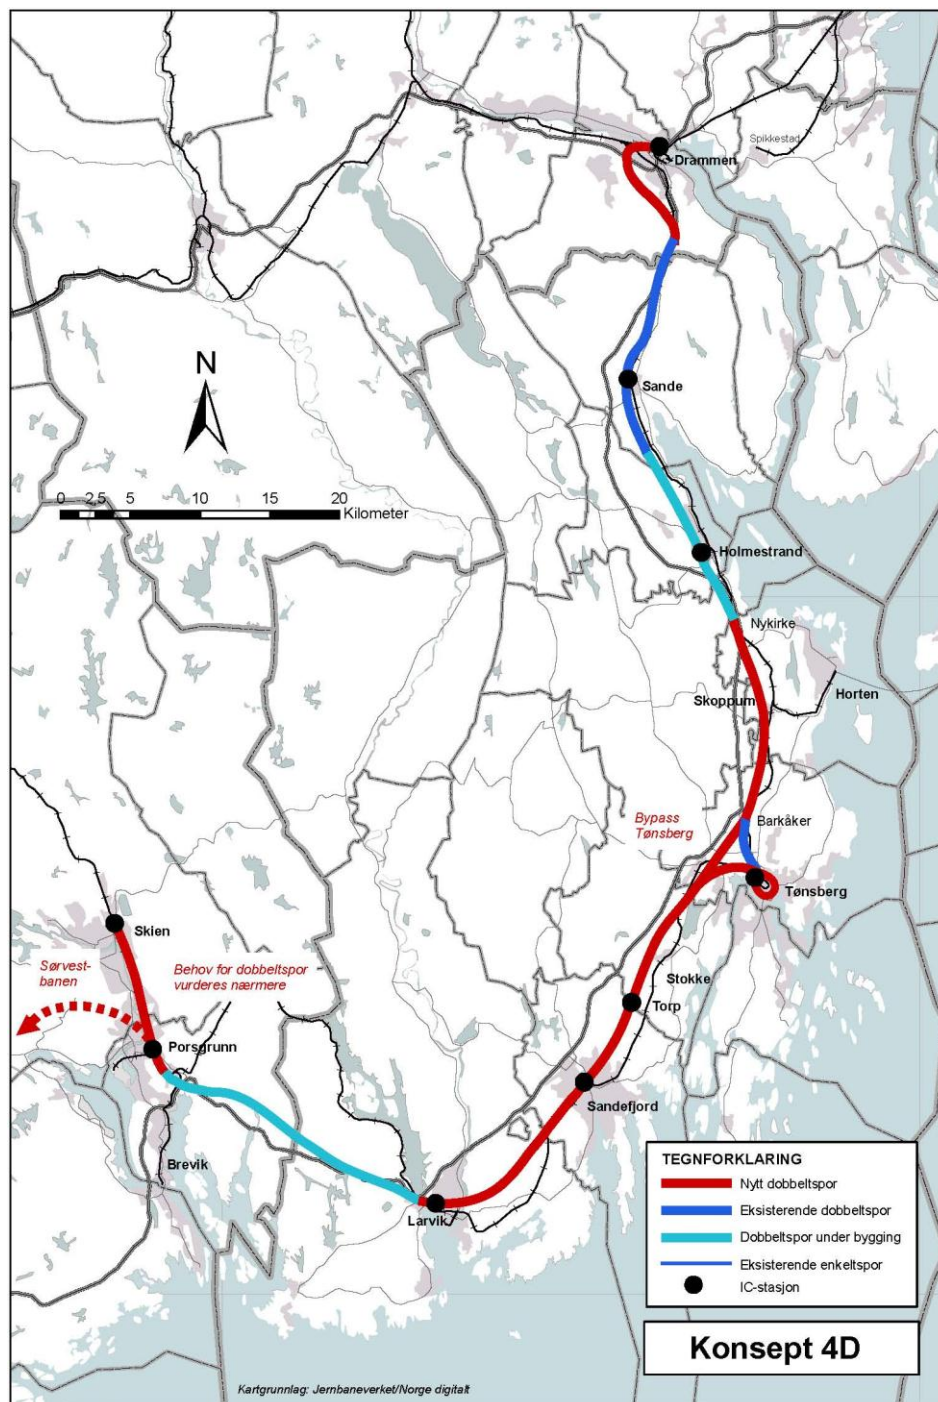 Spikkestad
Drammen
N
Sande
0 2,5 5 10 15 20
Kilometer
Holmestrand
Nykirke
Skoppum
Horten
Bypass
Tønsberg
Barkåker
Tønsberg
Skien
Sørvest-
banen
Behov for dobbeltspor
vurderes nærmere
Stokke
Torp
Porsgrunn
Sandefjord
Brevik
Larvik
TEGNFORKLARING
Nytt dobbeltspor
Eksisterende dobbeltspor
Dobbeltspor under bygging
Eksisterende enkeltspor
IC-stasjon
Konsept 4D
Kartgrunnlag: Jernbaneverket/Norge digitalt